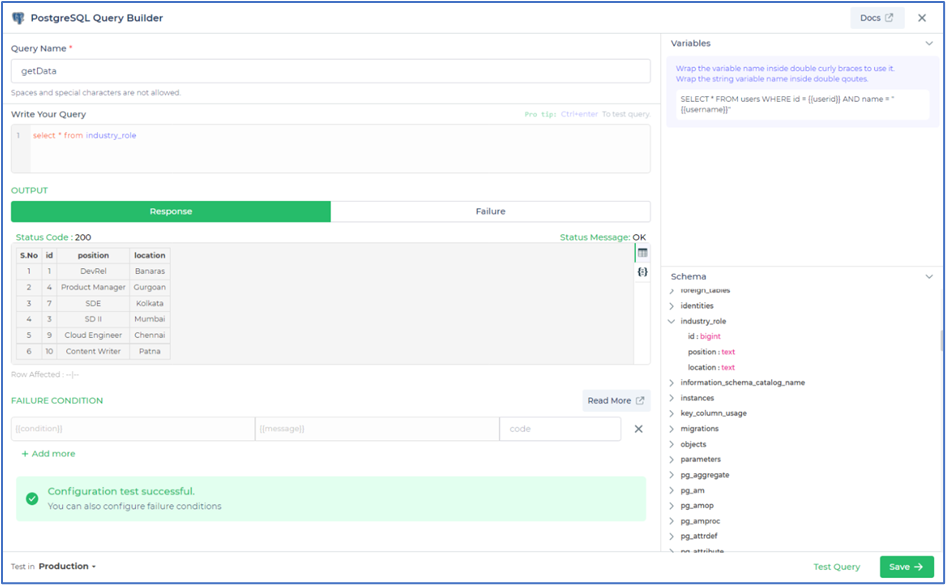 PostgreSQL Query Builder
Docs
Query Name *
getData
Spaces and special characters are not allowed.
Write Your Query
Pro tip: Ctrl+enter To test query
1 select * from industry_role
OUTPUT
Response
Failure
Status Code : 200
Status Message: OK
S.No id position location
1 1 DevRel Banaras
2 4 Product Manager Gurgoan
3 7 SDE Kolkata
4 3 SD II Mumbai
5 9 Cloud Engineer Chennai
6 10 Content Writer Patna
Row Affected : --|--
FAILURE CONDITION
Read More
{{condition}}
{{message}}
code
+ Add more
Configuration test successful.
You can also configure failure conditions
Test in Production
Test Query
Save
Variables
Wrap the variable name inside double curly braces to use it.
Wrap the string variable name inside double qoutes.
SELECT * FROM users WHERE id = {{userid}} AND name = "
{{username}}"
Schema
foreign_tables
identities
industry_role
id : bigint
position : text
location : text
information_schema_catalog_name
instances
key_column_usage
migrations
objects
parameters
pg_aggregate
pg_am
pg_amop
pg_amproc
pg_attrdef
pg_attribute